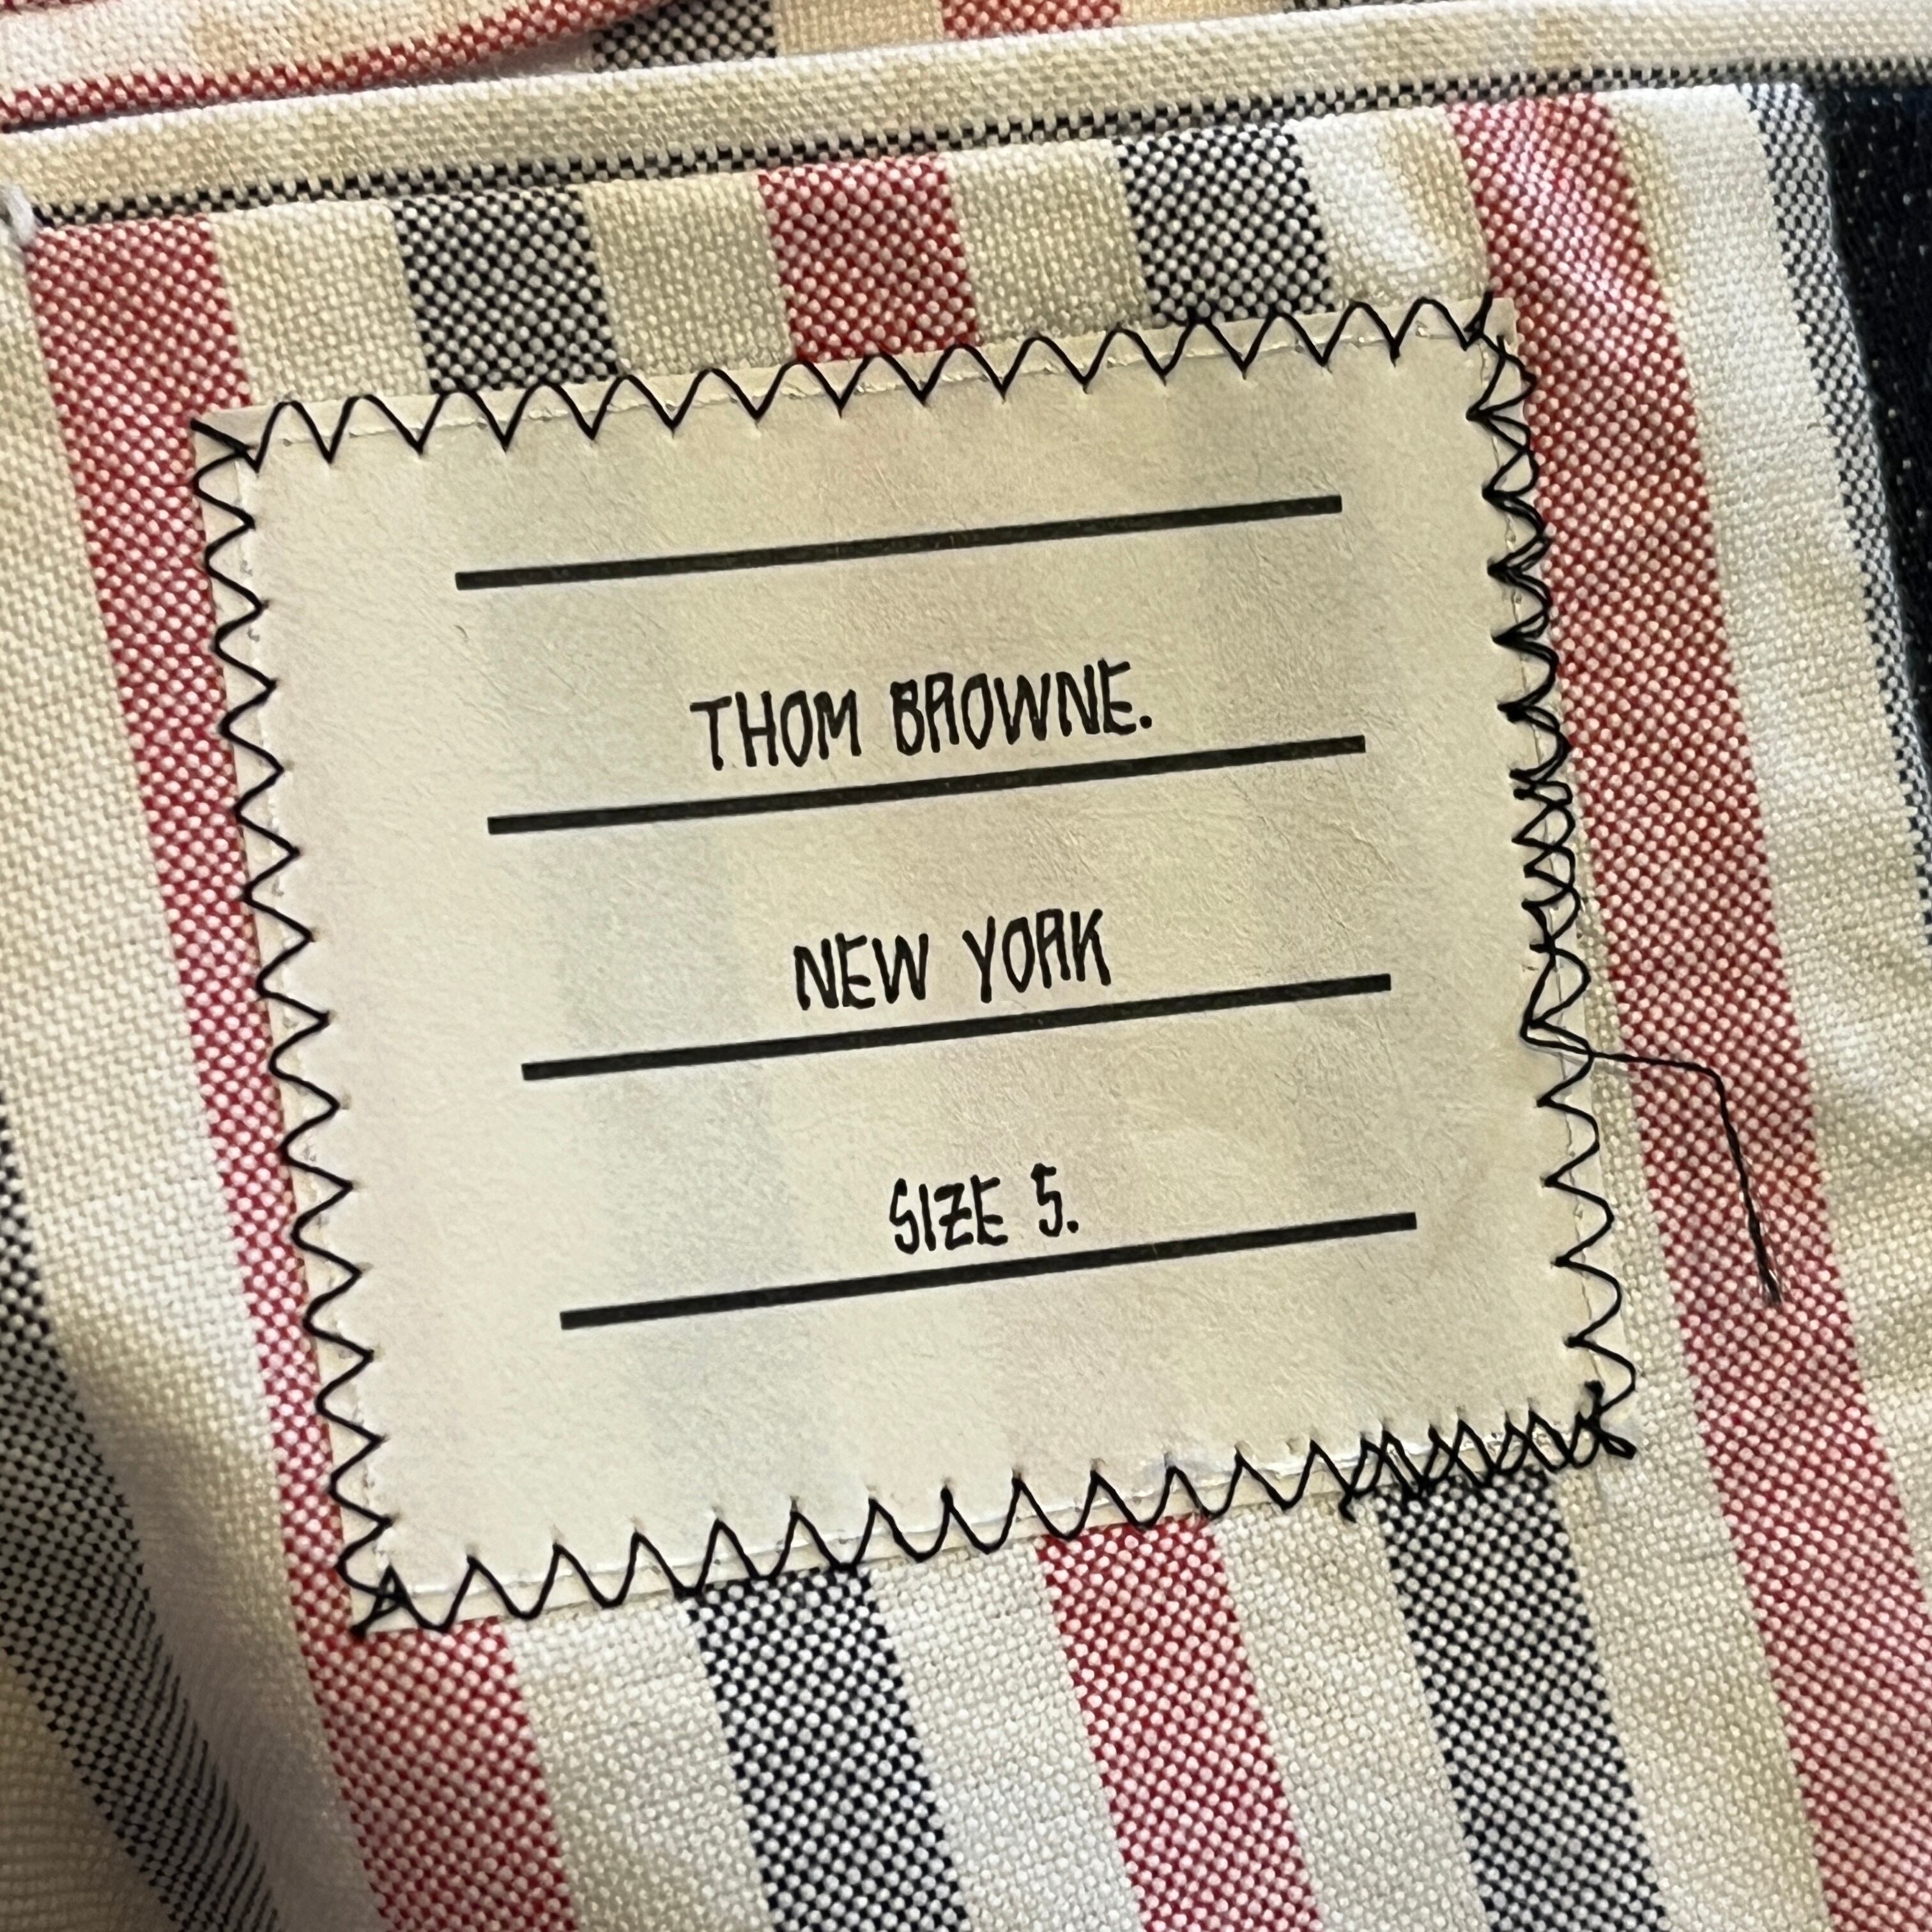 THOM BROWNE.
NEW YORK
SIZE 5.